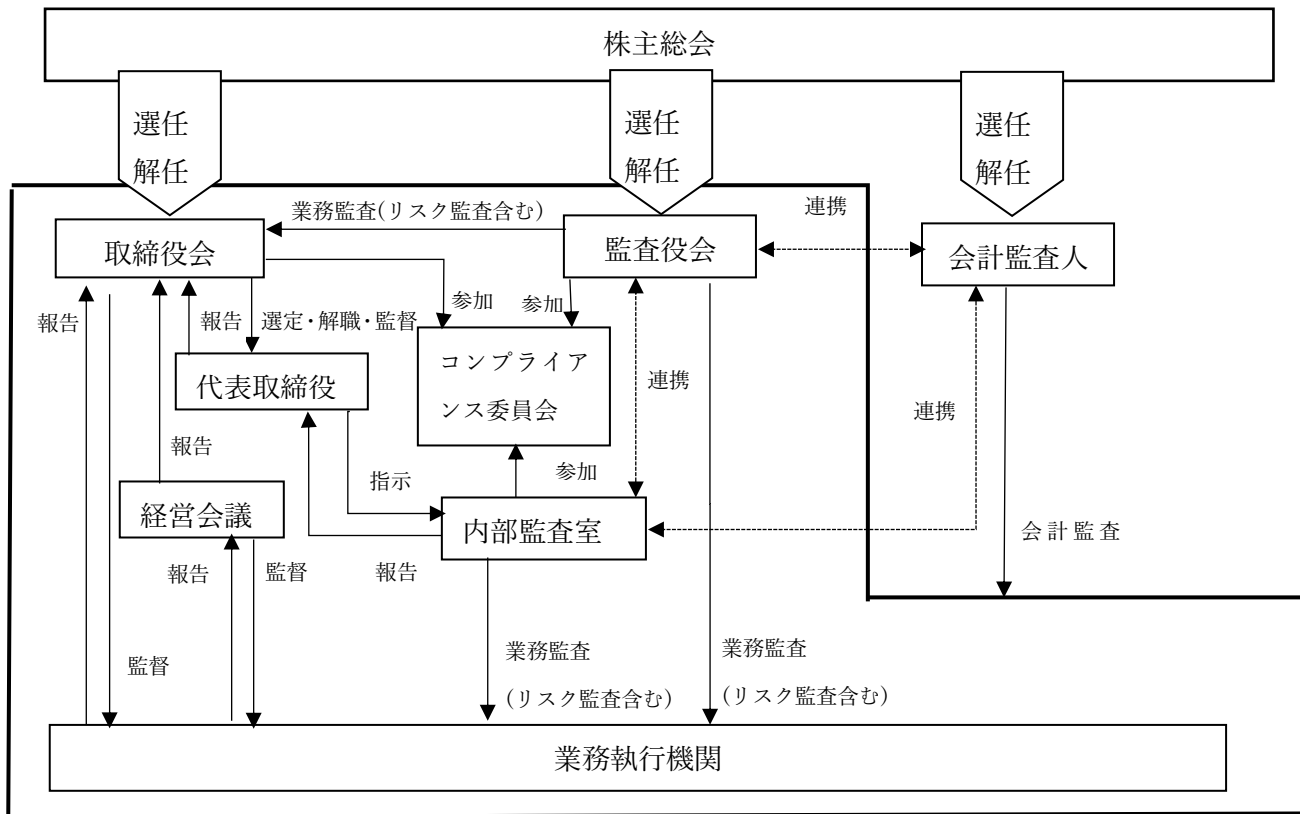 株主総会
選任
解任
選任
解任
選任
解任
業務監査(リスク監査含む)
連携
取締役会
監査役会
会計監査人
報告
報告
選定・解職・監督
参加
参加
代表取締役
コンプライア
ンス委員会
連携
連携
報告
指示
参加
経営会議
内部監査室
会計監査
報告
監督
報告
監督
業務監査
(リスク監査含む)
業務監査
(リスク監査含む)
業務執行機関